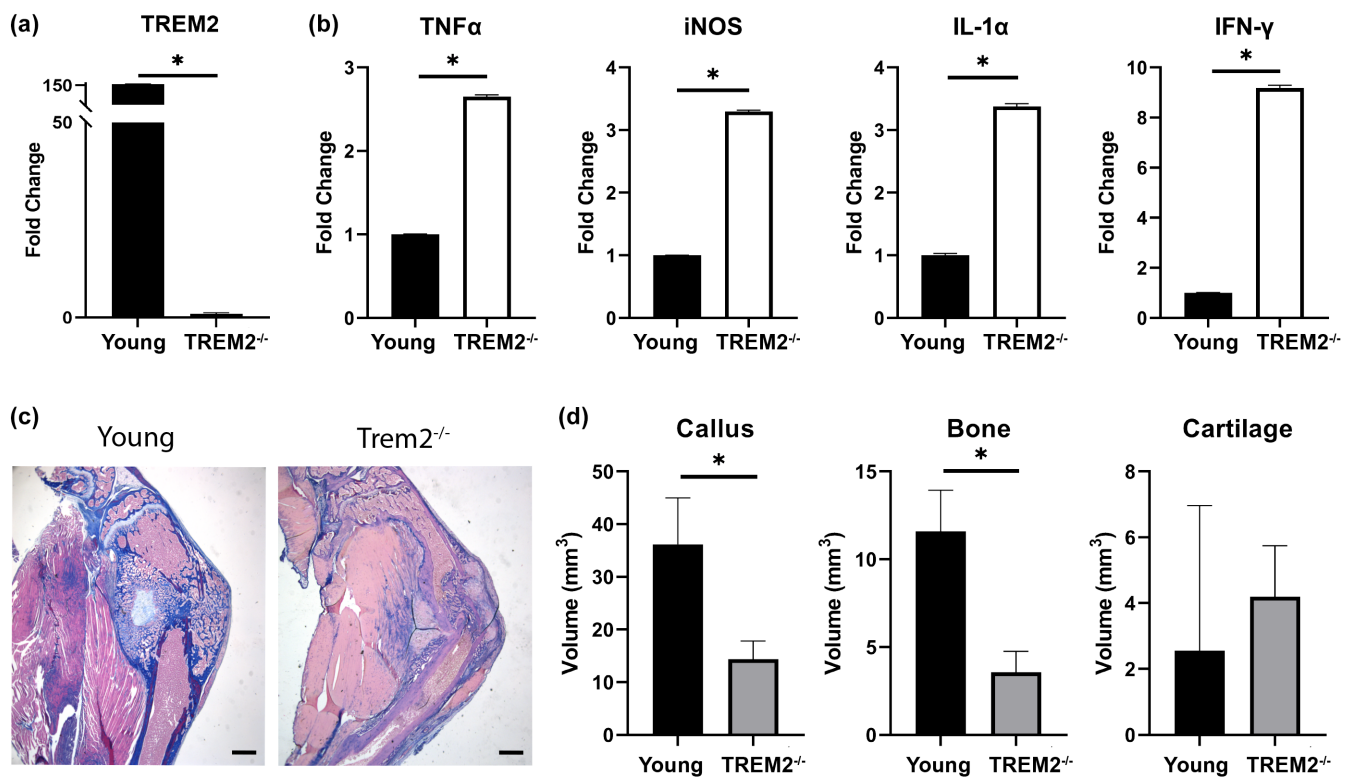 (a)
TREM2
*
150
50
0
Fold Change
Young TREM2-/-
(b)
TNFα
*
3
2
1
0
Fold Change
Young TREM2-/-
iNOS
*
4
3
2
1
0
Fold Change
Young TREM2-/-
IL-1α
*
4
3
2
1
0
Fold Change
Young TREM2-/-
IFN-γ
*
10
8
6
4
2
0
Fold Change
Young TREM2-/-
(c)
Young
Trem2-/-
(d)
Callus
*
50
40
30
20
10
0
Volume (mm3)
Young TREM2-/-
Bone
*
15
10
5
0
Volume (mm3)
Young TREM2-/-
Cartilage
8
6
4
2
0
Volume (mm3)
Young TREM2-/-